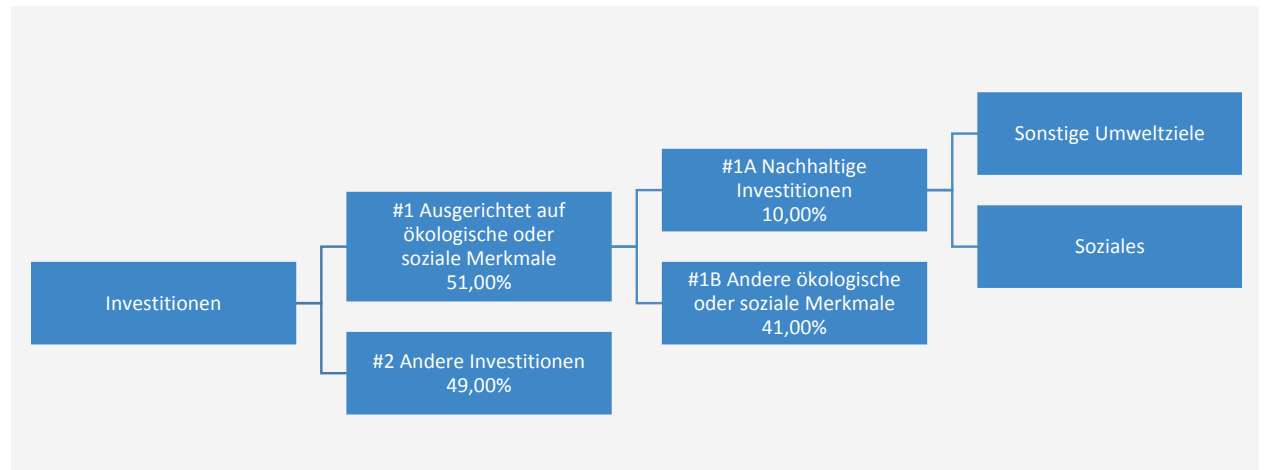 Investitionen
#1 Ausgerichtet auf
ökologische oder
soziale Merkmale
51,00%
#2 Andere Investitionen
49,00%
#1A Nachhaltige
Investitionen
10,00%
#1B Andere ökologische
oder soziale Merkmale
41,00%
Sonstige Umweltziele
Soziales